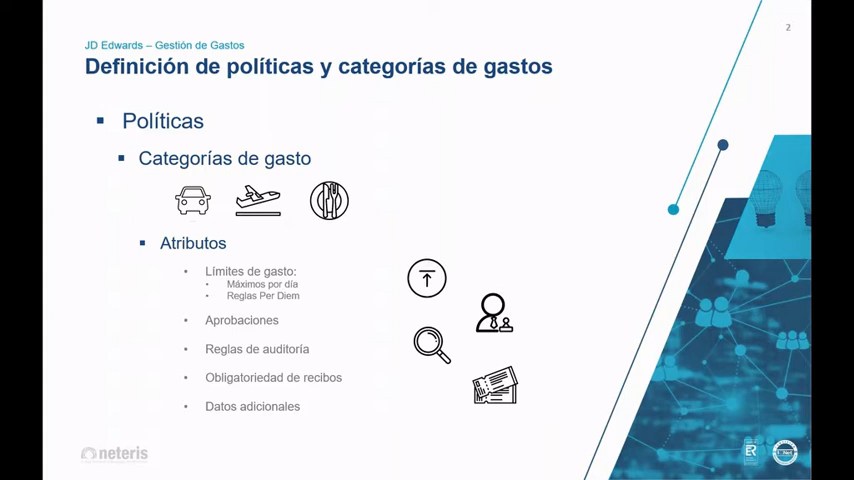 2
JD Edwards – Gestión de Gastos
Definición de políticas y categorías de gastos
Políticas
Categorías de gasto
Atributos
Límites de gasto:
Máximos por día
Reglas Per Diem
Aprobaciones
Reglas de auditoría
Obligatoriedad de recibos
Datos adicionales
neteris
ER